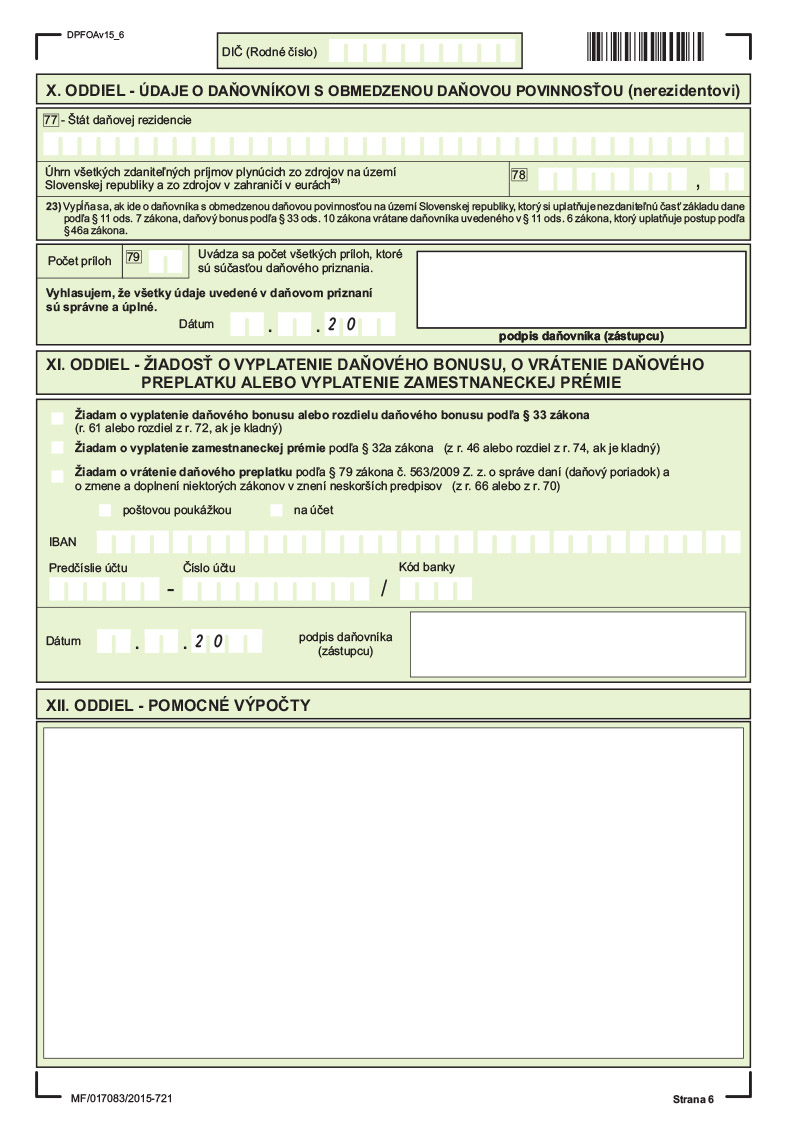 DPFOAv15_6
DIČ (Rodné číslo)
X. ODDIEL - ÚDAJE O DAŇOVNÍKOVI S OBMEDZENOU DAŇOVOU POVINNOSŤOU (nerezidentovi)
77 - Štát daňovej rezidencie
Úhrn všetkých zdaniteľných príjmov plynúcich zo zdrojov na území
Slovenskej republiky a zo zdrojov v zahraničí v eurách23)
78 ,
23) Vypĺňa sa, ak ide o daňovníka s obmedzenou daňovou povinnosťou na území Slovenskej republiky, ktorý si uplatňuje nezdaniteľnú časť základu dane
podľa § 11 ods. 7 zákona, daňový bonus podľa § 33 ods. 10 zákona vrátane daňovníka uvedeného v § 11 ods. 6 zákona, ktorý uplatňuje postup podľa
§ 46a zákona.
Počet príloh 79
Uvádza sa počet všetkých príloh, ktoré
sú súčasťou daňového priznania.
Vyhlasujem, že všetky údaje uvedené v daňovom priznaní
sú správne a úplné.
Dátum . . 20
podpis daňovníka (zástupcu)
XI. ODDIEL - ŽIADOSŤ O VYPLATENIE DAŇOVÉHO BONUSU, O VRÁTENIE DAŇOVÉHO
PREPLATKU ALEBO VYPLATENIE ZAMESTNANECKEJ PRÉMIE
Žiadam o vyplatenie daňového bonusu alebo rozdielu daňového bonusu podľa § 33 zákona
(r. 61 alebo rozdiel z r. 72, ak je kladný)
Žiadam o vyplatenie zamestnaneckej prémie podľa § 32a zákona (z r. 46 alebo rozdiel z r. 74, ak je kladný)
Žiadam o vrátenie daňového preplatku podľa § 79 zákona č. 563/2009 Z. z. o správe daní (daňový poriadok) a
o zmene a doplnení niektorých zákonov v znení neskorších predpisov (z r. 66 alebo z r. 70)
poštovou poukážkou na účet
IBAN
Predčíslie účtu Číslo účtu Kód banky
- /
Dátum . . 20
podpis daňovníka
(zástupcu)
XII. ODDIEL - POMOCNÉ VÝPOČTY
MF/017083/2015-721
Strana 6